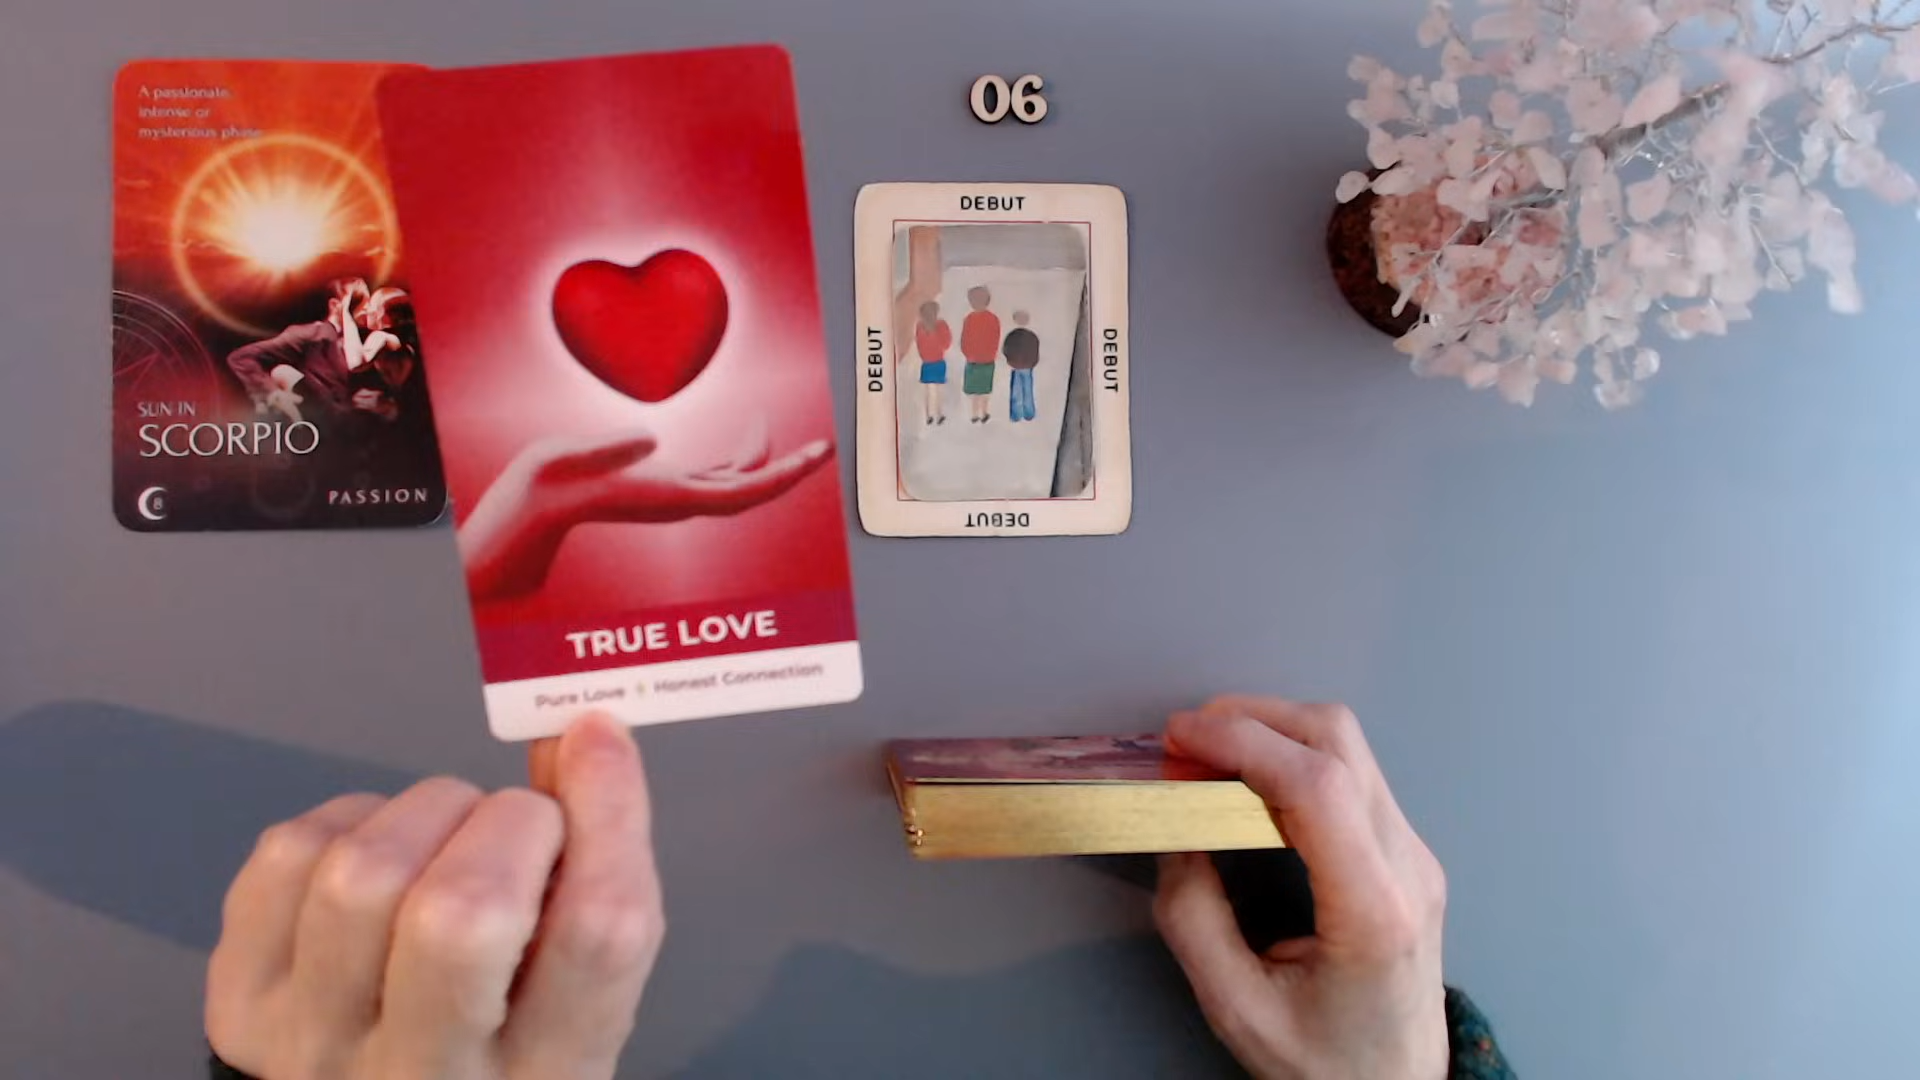 A passionate,
intense or
mysterious phase
SUN IN
SCORPIO
8
PASSION
TRUE LOVE
Pure Love + Honest Connection
06
DEBUT
DEBUT
DEBUT
DEBUT